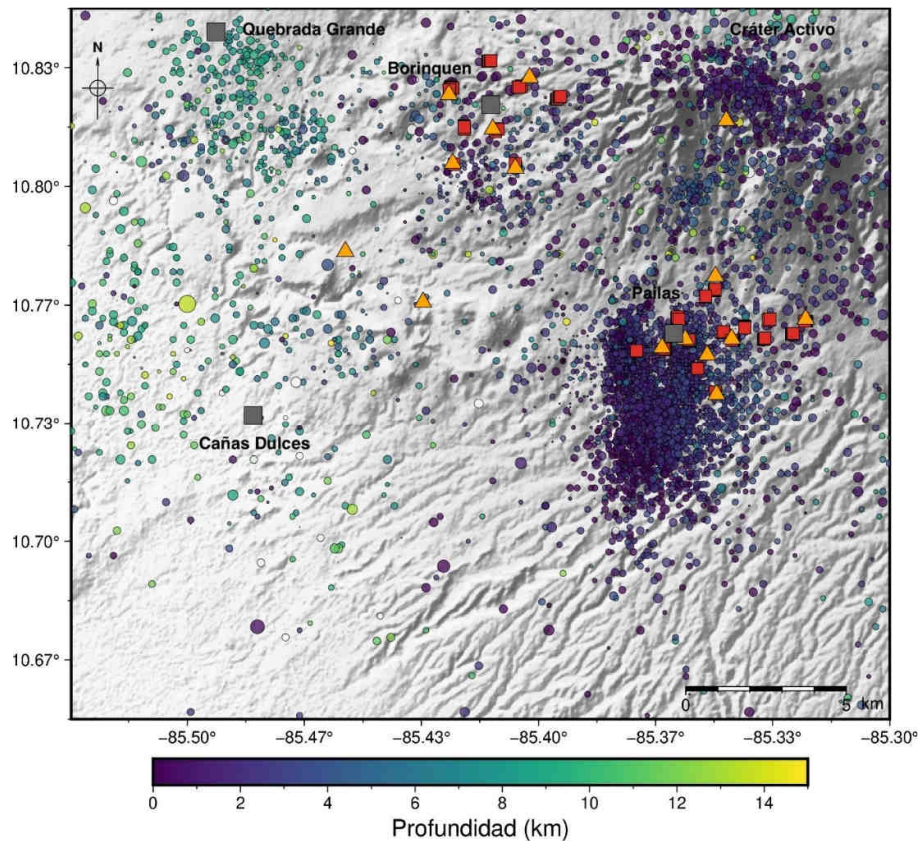 Quebrada Grande
Cráter Activo
N
Borinquen
10.83°
10.80°
10.77°
Pailas
10.73°
Cañas Dulces
10.70°
10.67°
0 5 km
−85.50° −85.47° −85.43° −85.40° −85.37° −85.33° −85.30°
0 2 4 6 8 10 12 14
Profundidad (km)